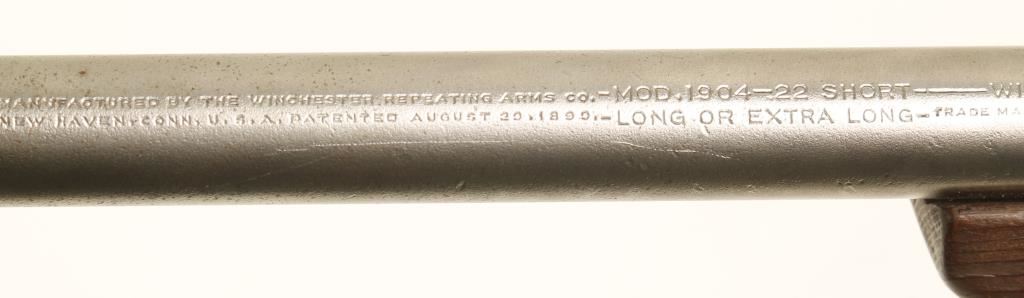 MANUFACTURED BY THE WINCHESTER REPEATING ARMS CO.-MOD. 1904-22 SHORT—WI
NEW HAVEN. CONN. U. S. A. PATENTED AUGUST 29. 1899.-LONG OR EXTRA LONG-TRADE MA